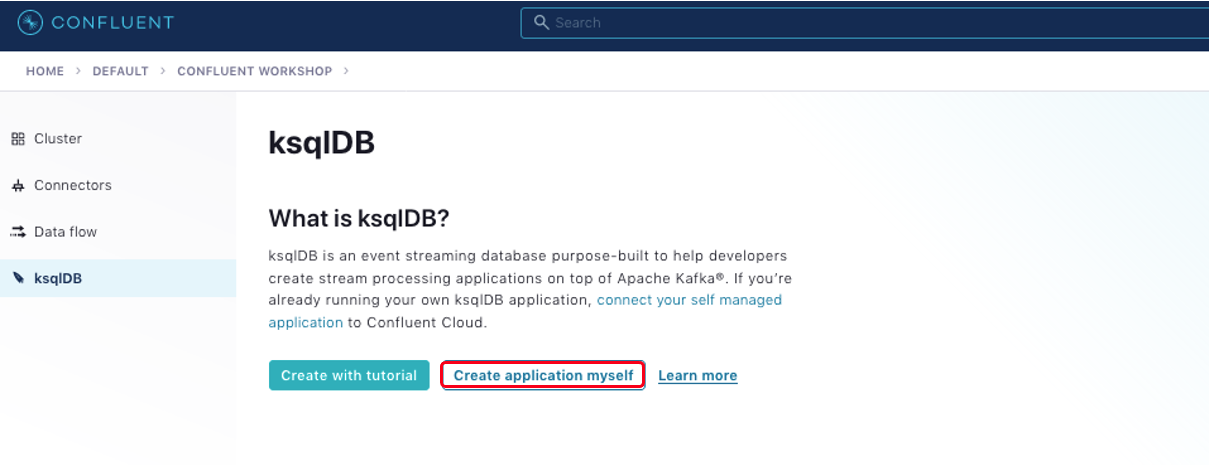 CONFLUENT
Search
HOME > DEFAULT > CONFLUENT WORKSHOP >
Cluster
Connectors
Data flow
ksqlDB
ksqlDB
What is ksqlDB?
ksqlDB is an event streaming database purpose-built to help developers
create stream processing applications on top of Apache Kafka®. If you’re
already running your own ksqlDB application, connect your self managed
application to Confluent Cloud.
Create with tutorial Create application myself Learn more